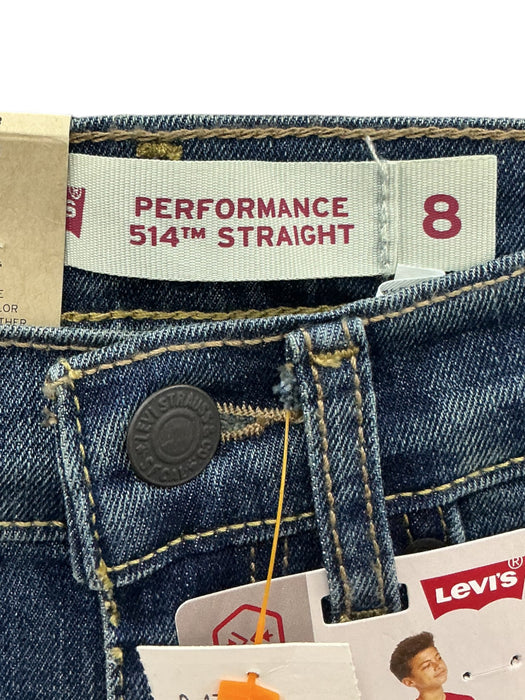 PERFORMANCE
514™ STRAIGHT
8
LEVI STRAUSS & CO
Levi's®